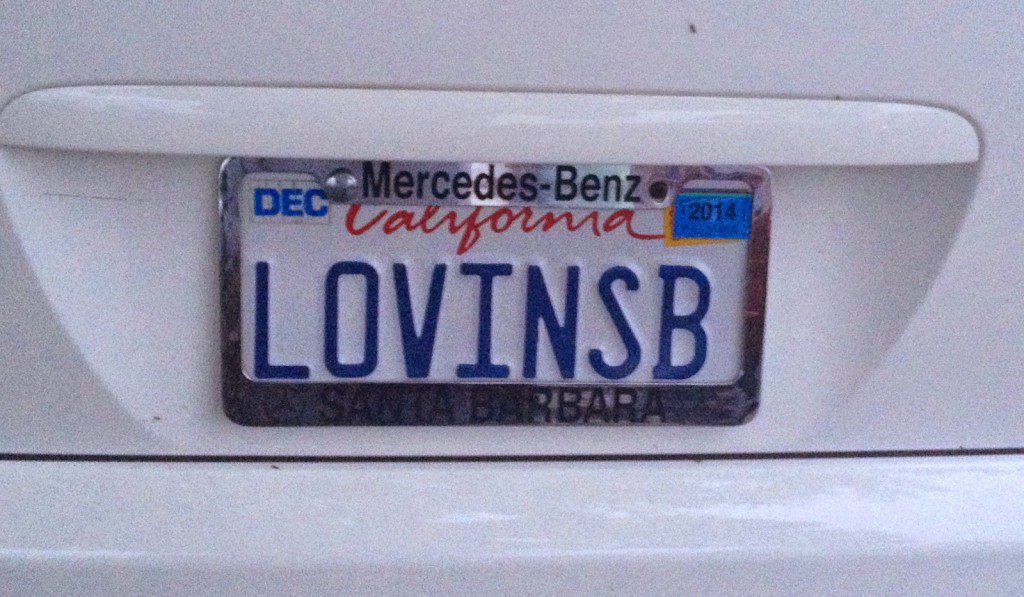 Mercedes-Benz
DEC California 2014
LOVINSB
SANTA BARBARA